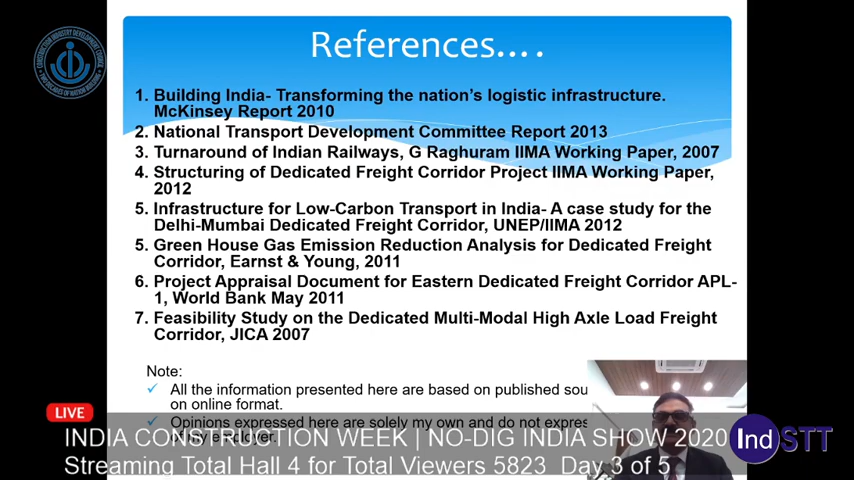 References....
1. Building India- Transforming the nation's logistic infrastructure.
McKinsey Report 2010
2. National Transport Development Committee Report 2013
3. Turnaround of Indian Railways, G Raghuram IIMA Working Paper, 2007
4. Structuring of Dedicated Freight Corridor Project IIMA Working Paper,
2012
5. Infrastructure for Low-Carbon Transport in India- A case study for the
Delhi-Mumbai Dedicated Freight Corridor, UNEP/IIMA 2012
5. Green House Gas Emission Reduction Analysis for Dedicated Freight
Corridor, Earnst & Young, 2011
6. Project Appraisal Document for Eastern Dedicated Freight Corridor APL-
1, World Bank May 2011
7. Feasibility Study on the Dedicated Multi-Modal High Axle Load Freight
Corridor, JICA 2007
Note:
✓ All the information presented here are based on published sou
on online format.
✓ Opinions expressed here are solely my own and do not expres
of my employer.
LIVE
INDIA CONSTRUCTION WEEK | NO-DIG INDIA SHOW 2020
Streaming Total Hall 4 for Total Viewers 5823 Day 3 of 5
IndSTT
CONSTRUCTION INDUSTRY DEVELOPMENT COUNCIL